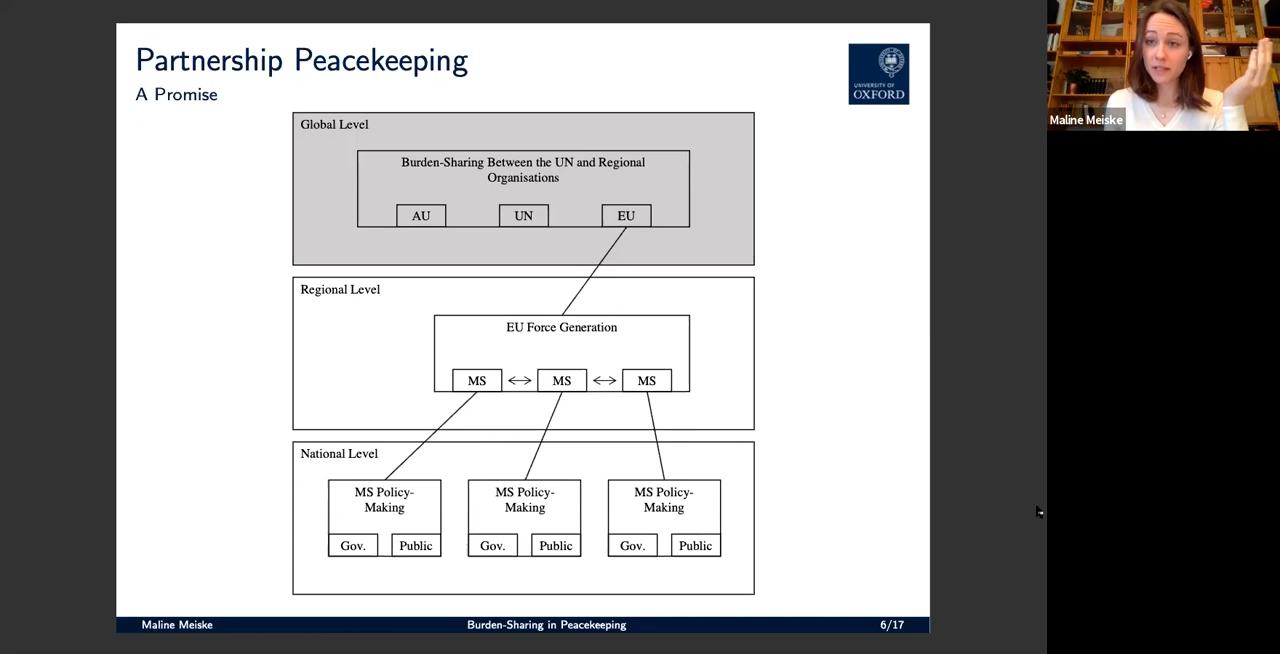 Partnership Peacekeeping
A Promise
UNIVERSITY OF
OXFORD
Maline Meiske
Global Level
Burden-Sharing Between the UN and Regional
Organisations
AU
UN
EU
Regional Level
EU Force Generation
MS
MS
MS
National Level
MS Policy-
Making
MS Policy-
Making
MS Policy-
Making
Gov.
Public
Gov.
Public
Gov.
Public
Maline Meiske
Burden-Sharing in Peacekeeping
6/17